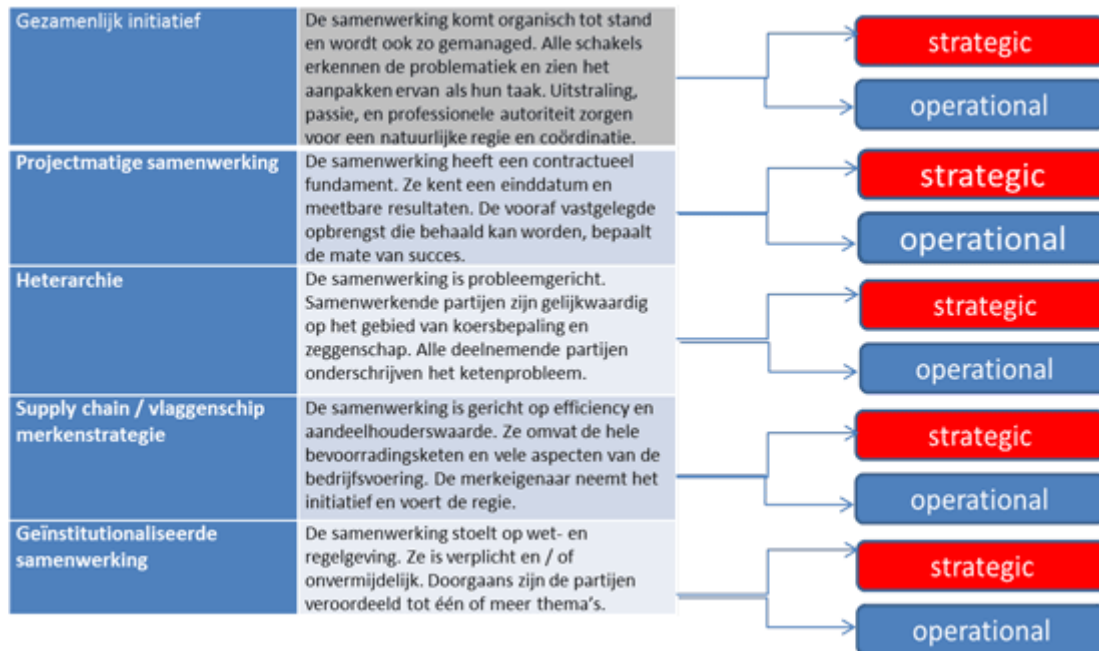 Gezamenlijk initiatief
De samenwerking komt organisch tot stand
en wordt ook zo gemanaged. Alle schakels
erkennen de problematiek en zien het
aanpakken ervan als hun taak. Uitstraling,
passie, en professionele autoriteit zorgen
voor een natuurlijke regie en coördinatie.
strategic
operational
Projectmatige samenwerking
De samenwerking heeft een contractueel
fundament. Ze kent een einddatum en
meetbare resultaten. De vooraf vastgelegde
opbrengst die behaald kan worden, bepaalt
de mate van succes.
strategic
operational
Heterarchie
De samenwerking is probleemgericht.
Samenwerkende partijen zijn gelijkwaardig
op het gebied van koersbepaling en
zeggenschap. Alle deelnemende partijen
onderschrijven het ketenprobleem.
strategic
operational
Supply chain / vlaggenschip
merkenstrategie
De samenwerking is gericht op efficiency en
aandeelhouderswaarde. Ze omvat de hele
bevoorradingsketen en vele aspecten van de
bedrijfsvoering. De merkeigenaar neemt het
initiatief en voert de regie.
strategic
operational
Geïnstitutionaliseerde
samenwerking
De samenwerking stoelt op wet- en
regelgeving. Ze is verplicht en / of
onvermijdelijk. Doorgaans zijn de partijen
veroordeeld tot één of meer thema's.
strategic
operational